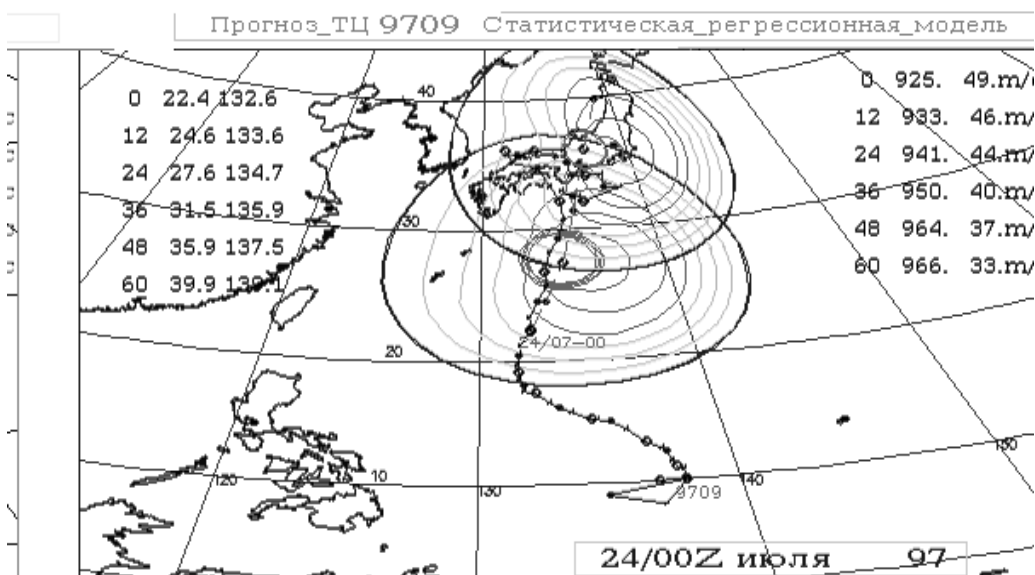 Прогноз_ТЦ 9709 Статистическая_регрессионная_модель
0 22.4 132.6
12 24.6 133.6
24 27.6 134.7
36 31.5 135.9
48 35.9 137.5
60 39.9
0 925. 49.m/
12 933. 46.m/
24 941. 44.m/
36 950. 40.m/
48 964. 37.m/
60 966. 33.m/
40
30
24/07-00
20
10
120
130
9709
140
150
24/00Z июля 97